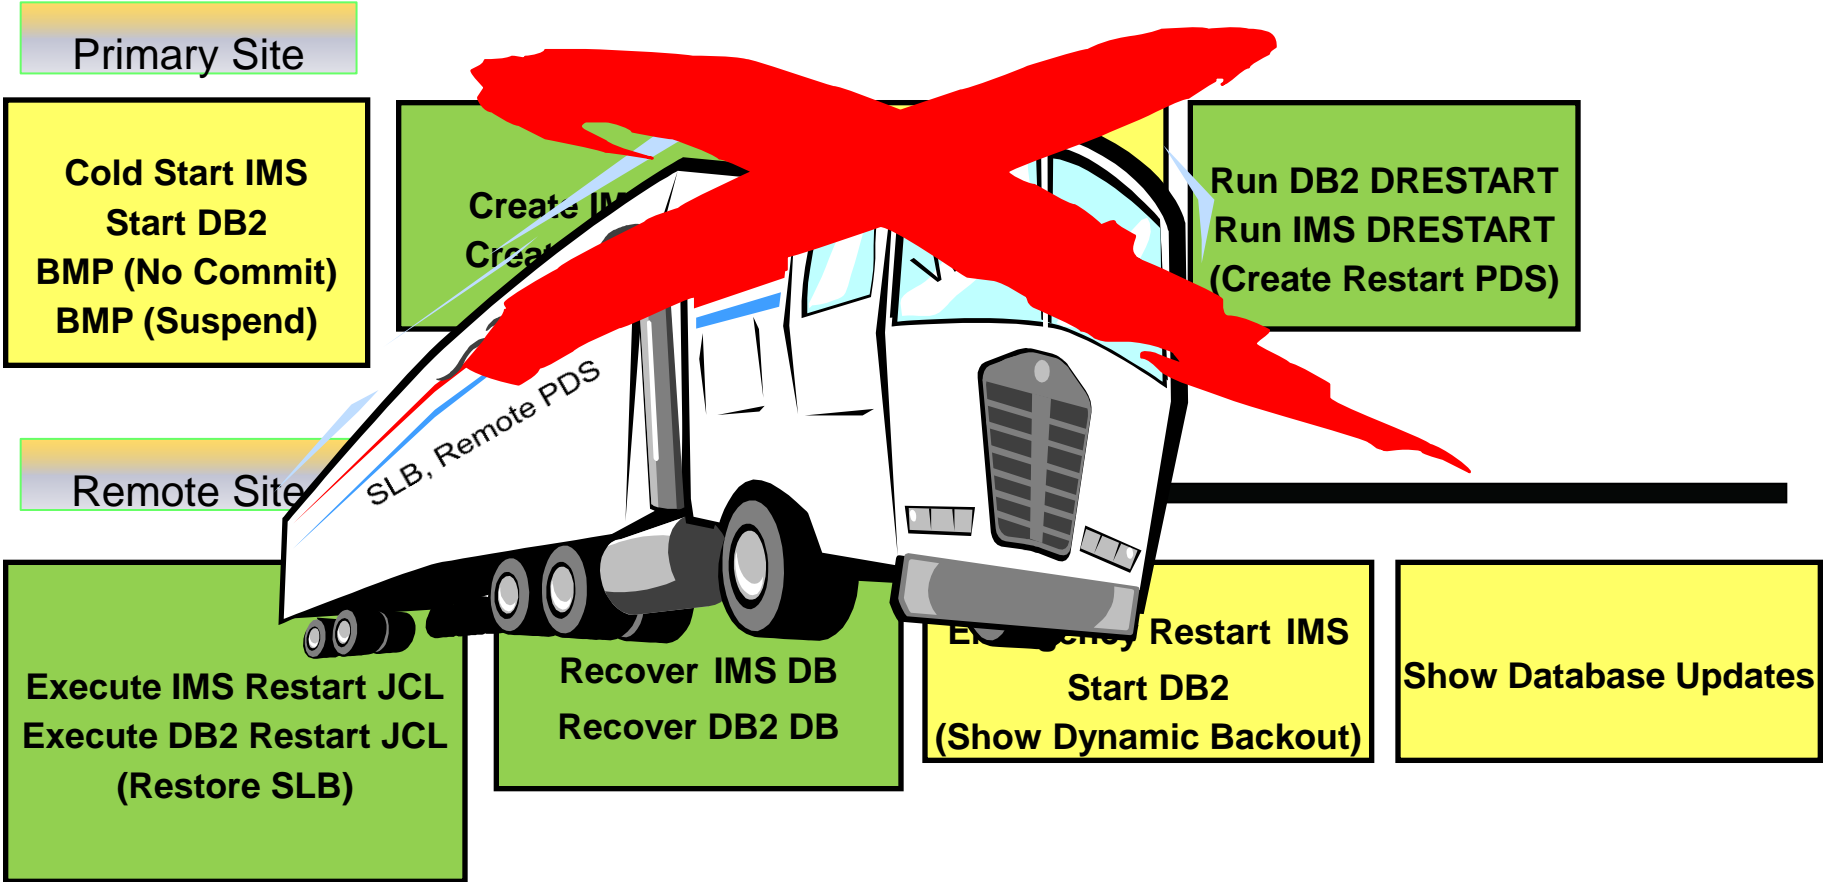 Primary Site
Cold Start IMS
Start DB2
BMP (No Commit)
BMP (Suspend)
Create
Run DB2 DRESTART
Run IMS DRESTART
(Create Restart PDS)
SLB, Remote PDS
Remote Site
Execute IMS Restart JCL
Execute DB2 Restart JCL
(Restore SLB)
Recover IMS DB
Recover DB2 DB
Restart IMS
Start DB2
(Show Dynamic Backout)
Show Database Updates